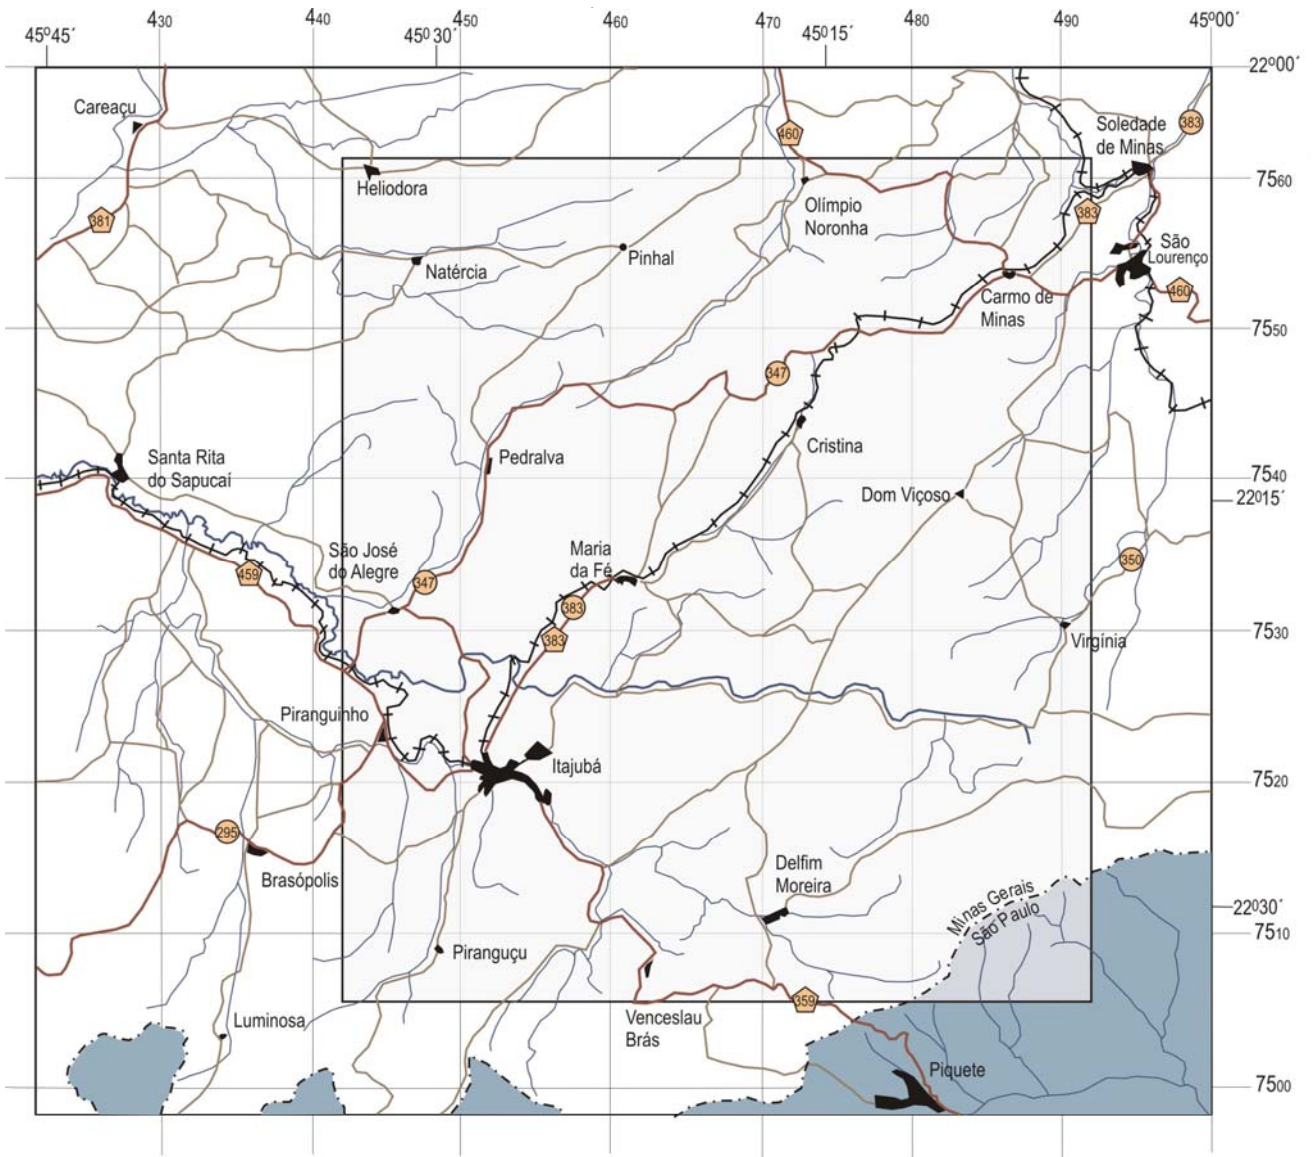 430
440
450
460
470
480
490
45º00´
45º45´
45º30´
45º15´
22º00´
Careaçu
460
383
Soledade
de Minas
7560
Heliodora
381
Olímpio
Noronha
383
São
Lourenço
Natércia
Pinhal
460
Carmo de
Minas
7550
347
Cristina
Santa Rita
do Sapucaí
Pedralva
7540
Dom Viçoso
22º15´
São José
do Alegre
Maria
da Fé
459
347
350
383
383
7530
Virgínia
Piranguinho
Itajubá
7520
295
Brasópolis
Delfim
Moreira
Minas Gerais
São Paulo
22º30´
7510
Piranguçu
359
Luminosa
Venceslau
Brás
Piquete
7500